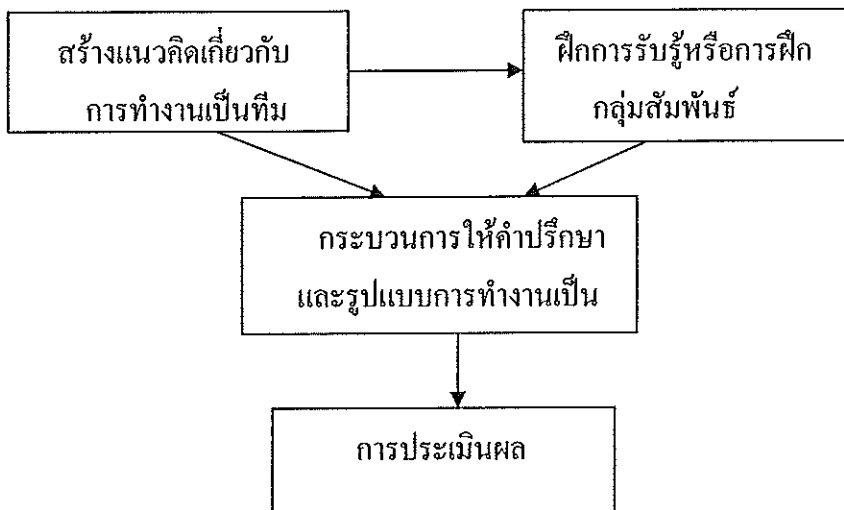 สร้างแนวคิดเกี่ยวกับ
การทำงานเป็นทีม
ฝึกการรับรู้หรือการฝึก
กลุ่มสัมพันธ์
กระบวนการให้คำปรึกษา
และรูปแบบการทำงานเป็น
การประเมินผล